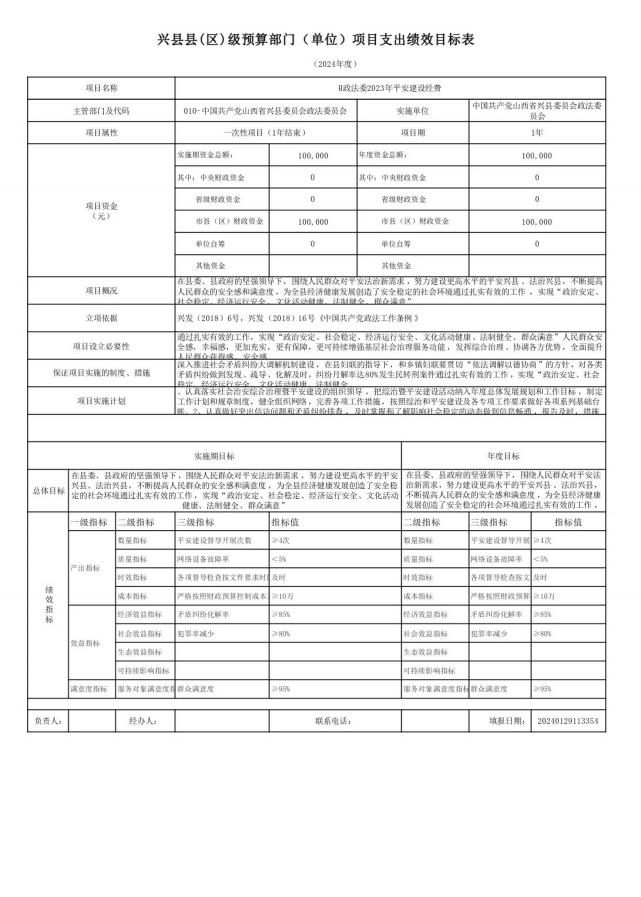 兴县县(区)级预算部门（单位）项目支出绩效目标表
（2024年度）
项目名称 H政法委2023年平安建设经费
主管部门及代码 010-中国共产党山西省兴县委员会政法委员会 实施单位 中国共产党山西省兴县委员会政法委员会
项目属性 一次性项目（1年结束） 项目期 1年
项目资金（元） 实施期资金总额： 100,000 年度资金总额： 100,000
其中：中央财政资金 0 其中：中央财政资金 0
省级财政资金 0 省级财政资金 0
市县（区）财政资金 100,000 市县（区）财政资金 100,000
单位自筹 0 单位自筹 0
其他资金 其他资金
项目概况 在县委、县政府的坚强领导下，围绕人民群众对平安法治新需求，努力建设更高水平的平安兴县、法治兴县，不断提高
人民群众的安全感和满意度，为全县经济健康发展创造了安全稳定的社会环境通过扎实有效的工作，实现“政治安定、
社会稳定、经济运行安全、文化活动健康、法制健全、群众满意”
立项依据 兴发（2018）6号，兴发（2018）16号《中国共产党政法工作条例》
项目设立必要性 通过扎实有效的工作，实现“政治安定、社会稳定、经济运行安全、文化活动健康、法制健全、群众满意”人民群众安
全感，幸福感，更加充实，更有保障，更可持续增强基层社会治理服务功能，发挥综合治理、协调各方优势，全面提升
人民群众获得感、安全感
保证项目实施的制度、措施 深入推进社会矛盾纠纷大调解机制建设，在县妇联的指导下，和乡镇妇联要贯切“依法调解以德协商”的方针，对各类
矛盾纠纷做到发现、疏导、化解及时，纠纷月解率达80%发生民转刑案件通过扎实有效的工作，实现“政治安定、社会
稳定、经济运行安全、文化活动健康、法制健全、
项目实施计划 、认真落实社会治安综合治理暨平安建设的组织领导，把综治暨平安建设活动纳入年度总体发展规划和工作目标，制定
工作计划和规章制度，健全组织网络，完善各项工作措施，按照综治和平安建设及各专项工作要求做好各项系列基础台
帐。2、认真做好突出信访问题和矛盾纠纷排查，及时掌握和了解影响社会稳定的动态做到信息畅通，报告及时，措施
实施期目标 年度目标
总体目标 在县委、县政府的坚强领导下，围绕人民群众对平安法治新需求，努力建设更高水平的平安
兴县、法治兴县，不断提高人民群众的安全感和满意度，为全县经济健康发展创造了安全稳
定的社会环境通过扎实有效的工作，实现“政治安定、社会稳定、经济运行安全、文化活动
健康、法制健全、群众满意”
在县委、县政府的坚强领导下，围绕人民群众对平安法
治新需求，努力建设更高水平的平安兴县、法治兴县，
不断提高人民群众的安全感和满意度，为全县经济健康
发展创造了安全稳定的社会环境通过扎实有效的工作，
绩效指标 一级指标 二级指标 三级指标 指标值 二级指标 三级指标 指标值
产出指标 数量指标 平安建设督导开展次数 ≥4次 数量指标 平安建设督导开展 ≥4次
质量指标 网络设备故障率 <5% 质量指标 网络设备故障率 <5%
时效指标 各项督导检查按文件要求时 及时 时效指标 各项督导检查按文 及时
成本指标 严格按照财政预算控制成本 ≥10万 成本指标 严格按照财政预算 ≥10万
效益指标 经济效益指标 矛盾纠纷化解率 ≥85% 经济效益指标 矛盾纠纷化解率 ≥85%
社会效益指标 犯罪率减少 ≥80% 社会效益指标 犯罪率减少 ≥80%
生态效益指标 生态效益指标
可持续影响指标 可持续影响指标
满意度指标 服务对象满意度指 群众满意度 ≥95% 服务对象满意度指标 群众满意度 ≥95%
负责人： 经办人： 联系电话： 填报日期： 20240129113354